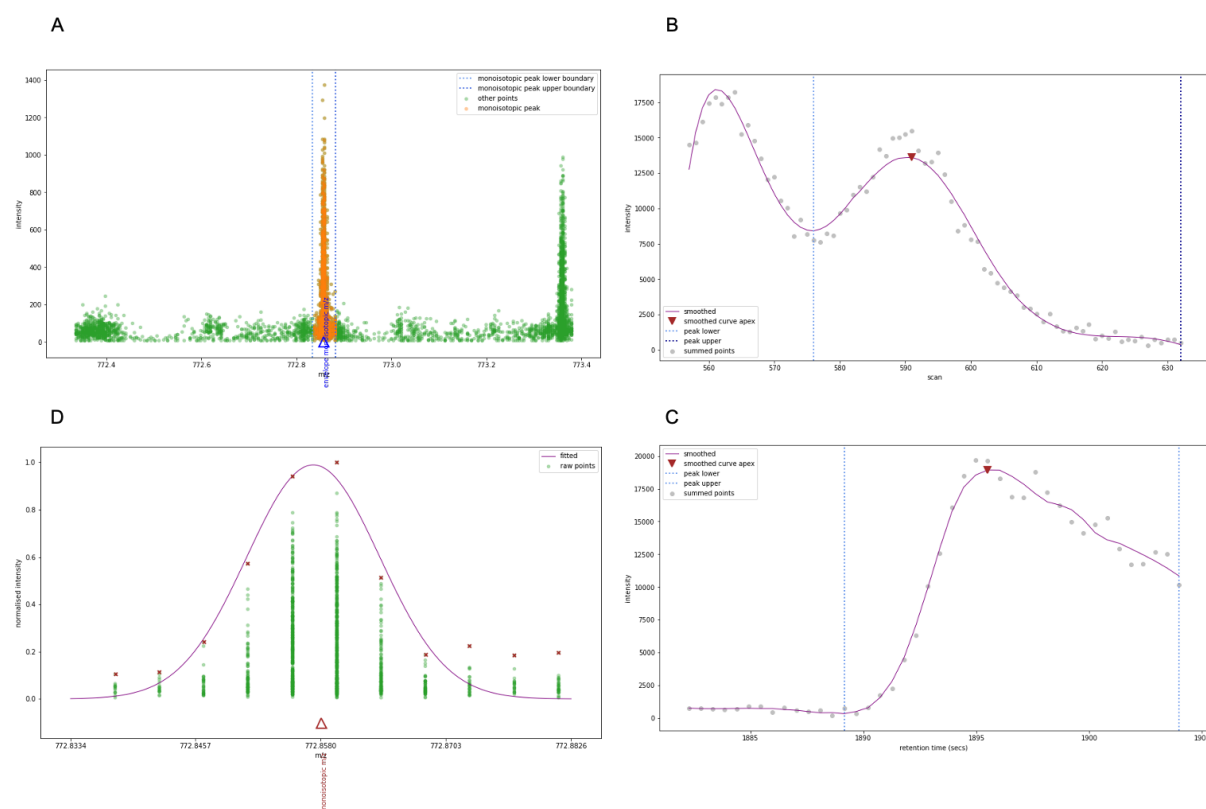 A
1400
1200
1000
800
600
400
200
0
intensity
monoisotopic peak lower boundary
monoisotopic peak upper boundary
other points
monoisotopic peak
772.4
772.6
772.8
773.0
773.2
773.4
m/z
envelope monoisotopic m/z
B
17500
15000
12500
10000
7500
5000
2500
0
intensity
smoothed
smoothed curve apex
peak lower
peak upper
summed points
560
570
580
590
600
610
620
630
scan
D
1.0
0.8
0.6
0.4
0.2
0.0
normalised intensity
fitted
raw points
772.8334
772.8457
772.8580
772.8703
772.8826
m/z
monoisotopic m/z
C
20000
17500
15000
12500
10000
7500
5000
2500
0
intensity
smoothed
smoothed curve apex
peak lower
peak upper
summed points
1885
1890
1895
1900
retention time (secs)